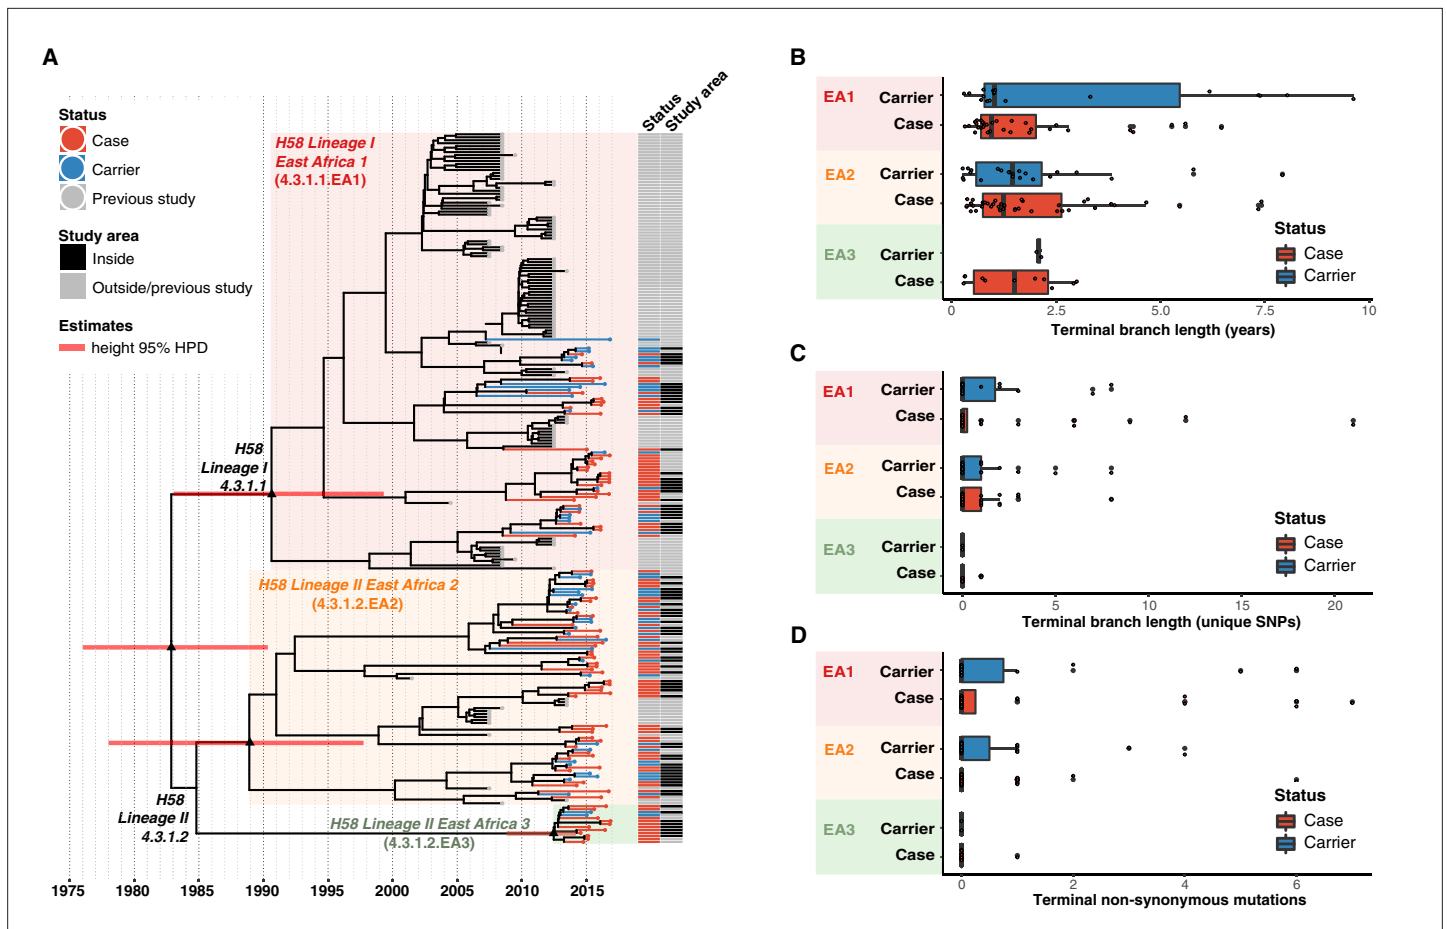 A
Status
Case
Carrier
Previous study
Study area
Inside
Outside/previous study
Estimates
height 95% HPD
H58 Lineage I
East Africa 1
(4.3.1.1.EA1)
Status
Study area
H58
Lineage I
4.3.1.1
H58 Lineage II East Africa 2
(4.3.1.2.EA2)
H58
Lineage II
4.3.1.2
H58 Lineage II East Africa 3
(4.3.1.2.EA3)
1975 1980 1985 1990 1995 2000 2005 2010 2015
B
EA1 Carrier
Case
EA2 Carrier
Case
EA3 Carrier
Case
Status
Case
Carrier
0 2.5 5.0 7.5 10
Terminal branch length (years)
C
EA1 Carrier
Case
EA2 Carrier
Case
EA3 Carrier
Case
Status
Case
Carrier
0 5 10 15 20
Terminal branch length (unique SNPs)
D
EA1 Carrier
Case
EA2 Carrier
Case
EA3 Carrier
Case
Status
Case
Carrier
0 2 4 6
Terminal non-synonymous mutations